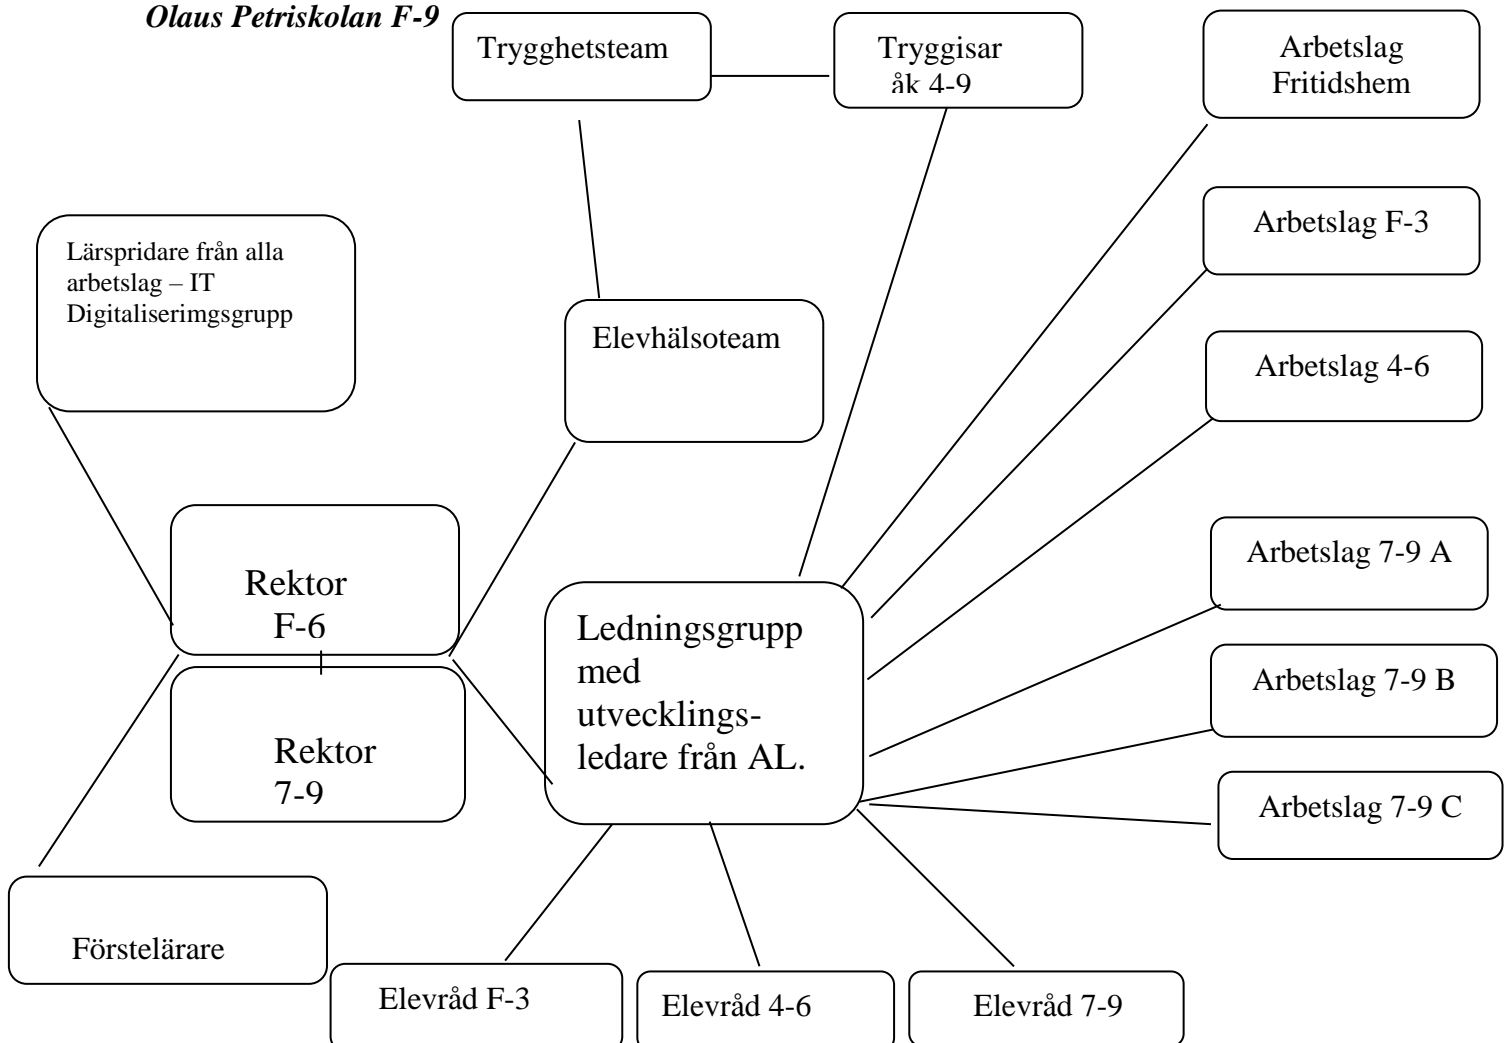 Olaus Petriskolan F-9
Trygghetsteam
Tryggisar
åk 4-9
Arbetslag
Fritidshem
Arbetslag F-3
Lärspridare från alla
arbetslag – IT
Digitaliserimgsgrupp
Elevhälsoteam
Arbetslag 4-6
Rektor
F-6
Arbetslag 7-9 A
Ledningsgrupp
med
utvecklings-
ledare från AL.
Arbetslag 7-9 B
Rektor
7-9
Arbetslag 7-9 C
Förstelärare
Elevråd F-3
Elevråd 4-6
Elevråd 7-9